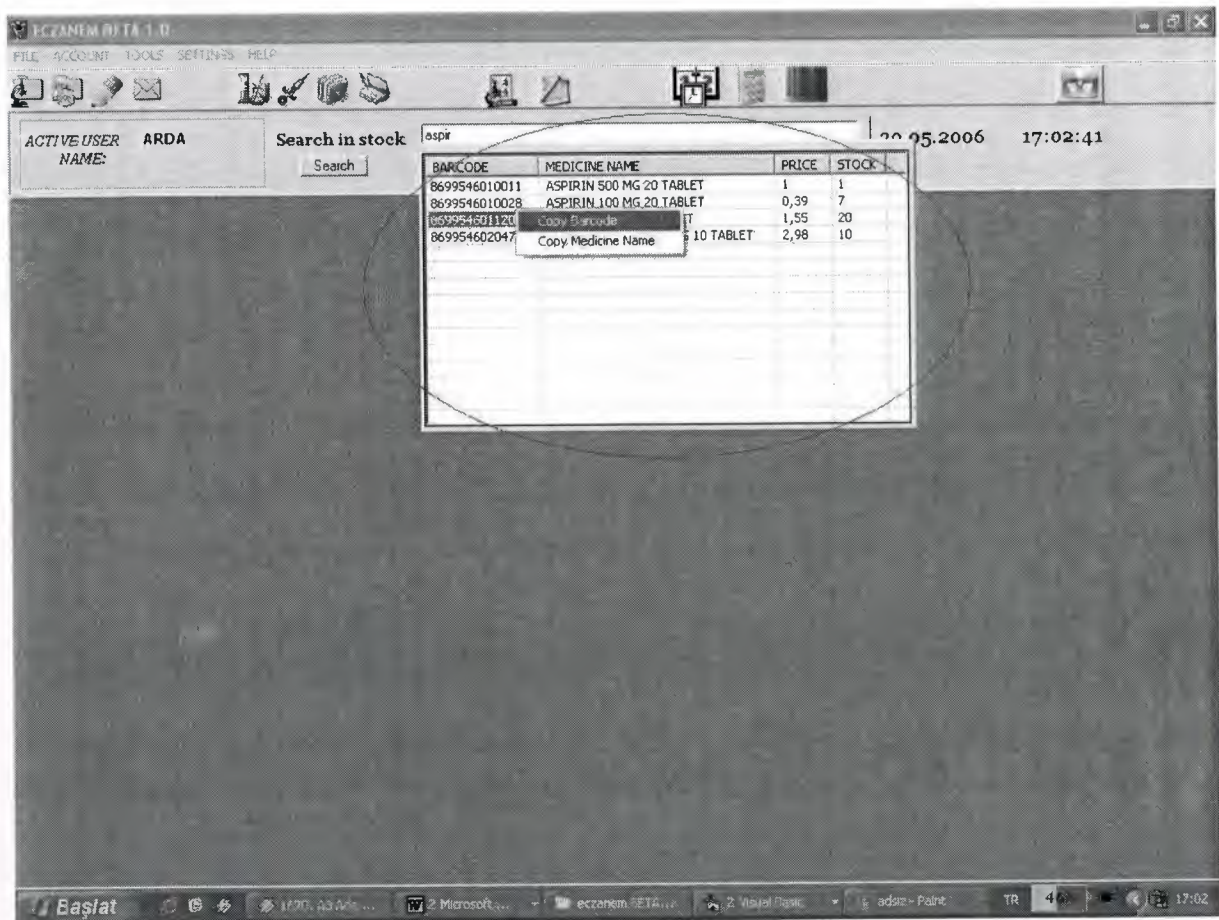 ECZANEM BETA 1.0
FILE ACCOUNT TOOLS SETTINGS HELP
ACTIVE USER NAME: ARDA
Search in stock
aspir
Search
.05.2006 17:02:41
BARCODE MEDICINE NAME PRICE STOCK
8699546010011 ASPIRIN 500 MG 20 TABLET 1 1
8699546010028 ASPIRIN 100 MG 20 TABLET 0,39 7
869954601120 1,55 20
869954602047 10 TABLET 2,98 10
Copy Barcode
Copy Medicine Name
Başlat
2 Microsoft...
eczanem BETA...
2 Visual Basic
adsız - Paint
TR
17:02